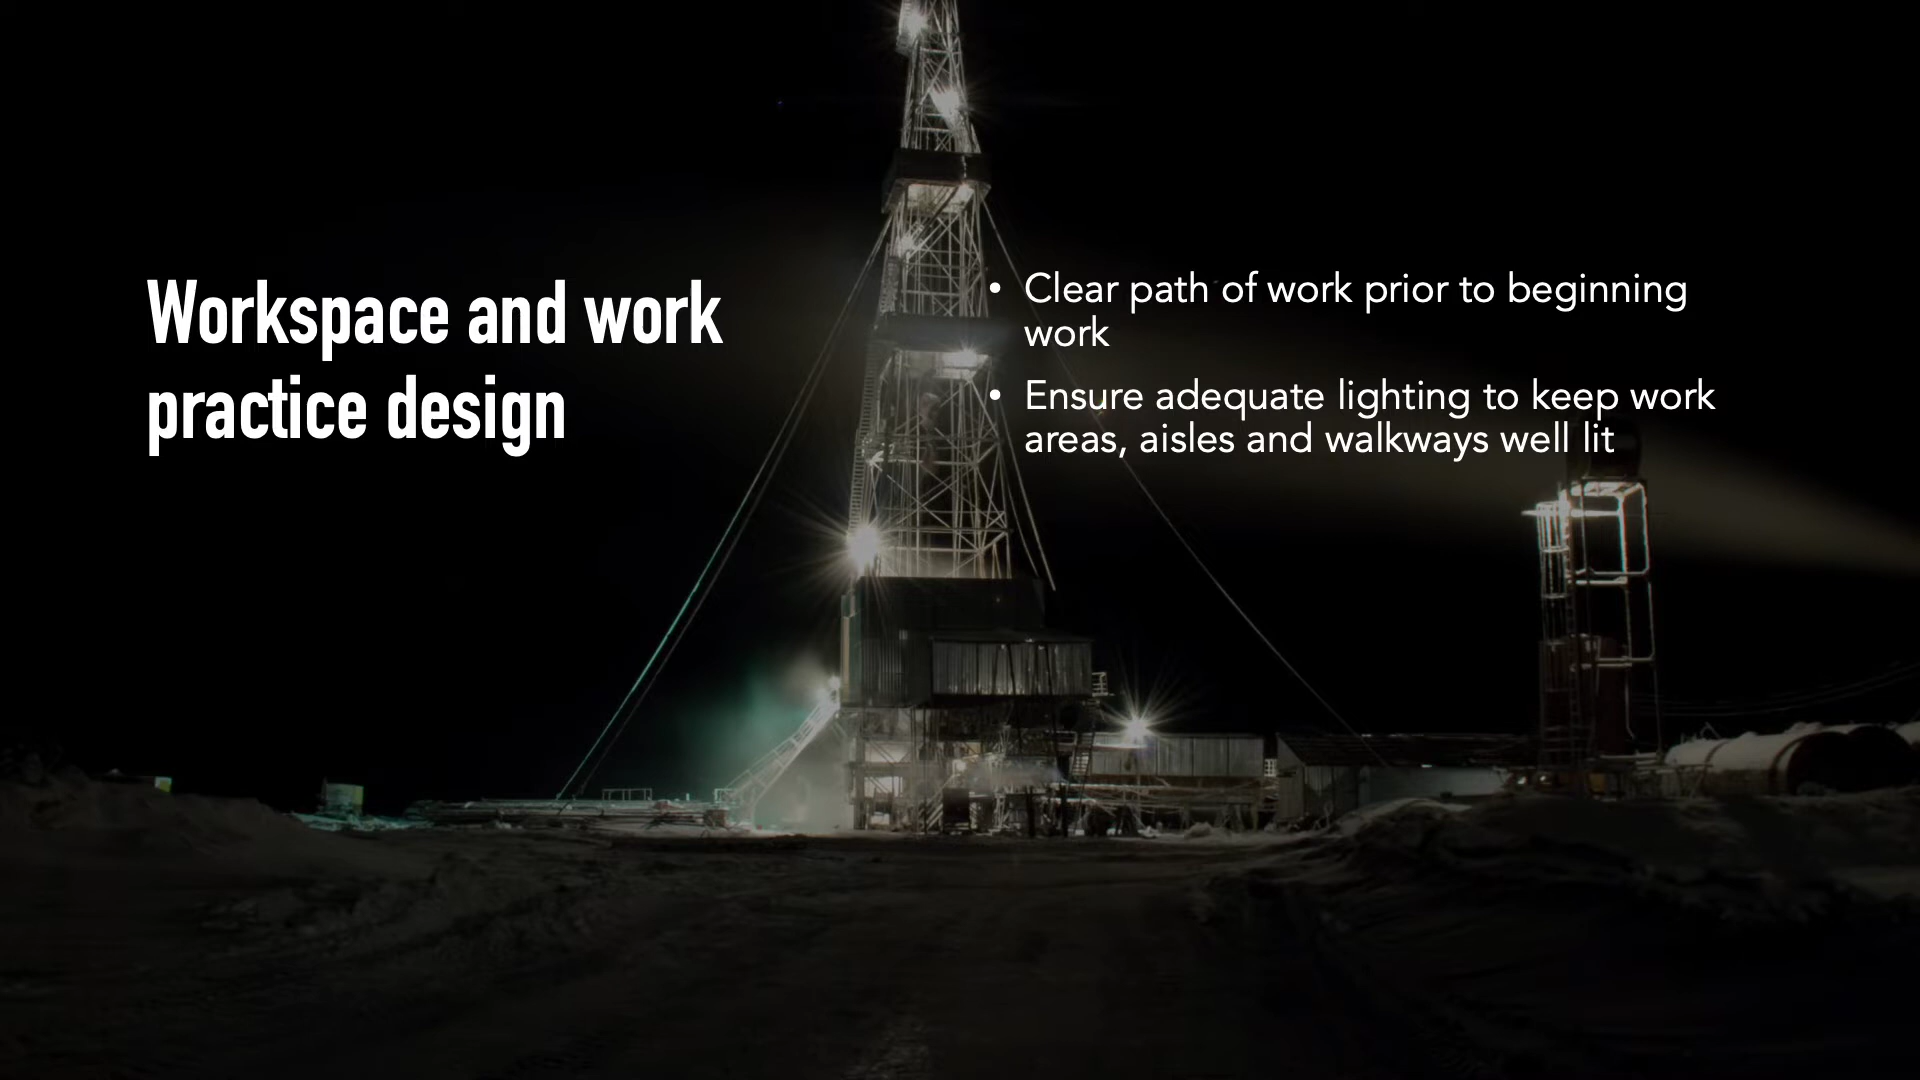 Workspace and work
practice design
• Clear path of work prior to beginning
work
• Ensure adequate lighting to keep work
areas, aisles and walkways well lit